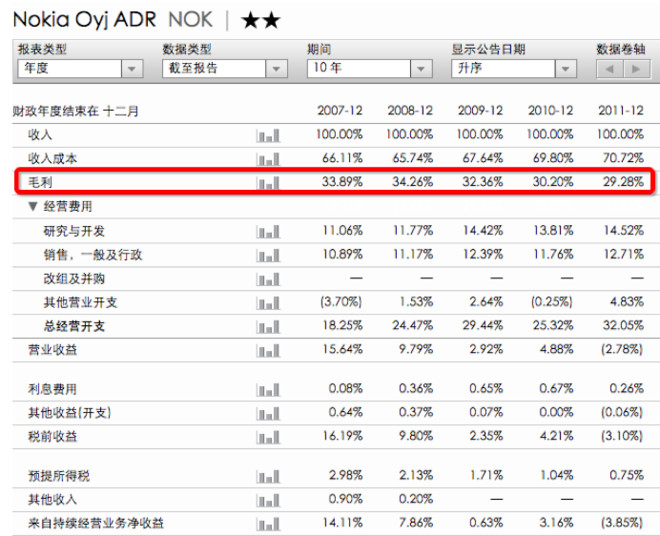 Nokia Oyj ADR NOK | ★★
报表类型 数据类型 期间 显示公告日期 数据卷轴
年度 截至报告 10 年 升序
财政年度结束在 十二月 2007-12 2008-12 2009-12 2010-12 2011-12
收入 100.00% 100.00% 100.00% 100.00% 100.00%
收入成本 66.11% 65.74% 67.64% 69.80% 70.72%
毛利 33.89% 34.26% 32.36% 30.20% 29.28%
▼ 经营费用
研究与开发 11.06% 11.77% 14.42% 13.81% 14.52%
销售，一般及行政 10.89% 11.17% 12.39% 11.76% 12.71%
改组及并购 — — — — —
其他营业开支 (3.70%) 1.53% 2.64% (0.25%) 4.83%
总经营开支 18.25% 24.47% 29.44% 25.32% 32.05%
营业收益 15.64% 9.79% 2.92% 4.88% (2.78%)
利息费用 0.08% 0.36% 0.65% 0.67% 0.26%
其他收益(开支) 0.64% 0.37% 0.07% 0.00% (0.06%)
税前收益 16.19% 9.80% 2.35% 4.21% (3.10%)
预提所得税 2.98% 2.13% 1.71% 1.04% 0.75%
其他收入 0.90% 0.20% — — —
来自持续经营业务净收益 14.11% 7.86% 0.63% 3.16% (3.85%)